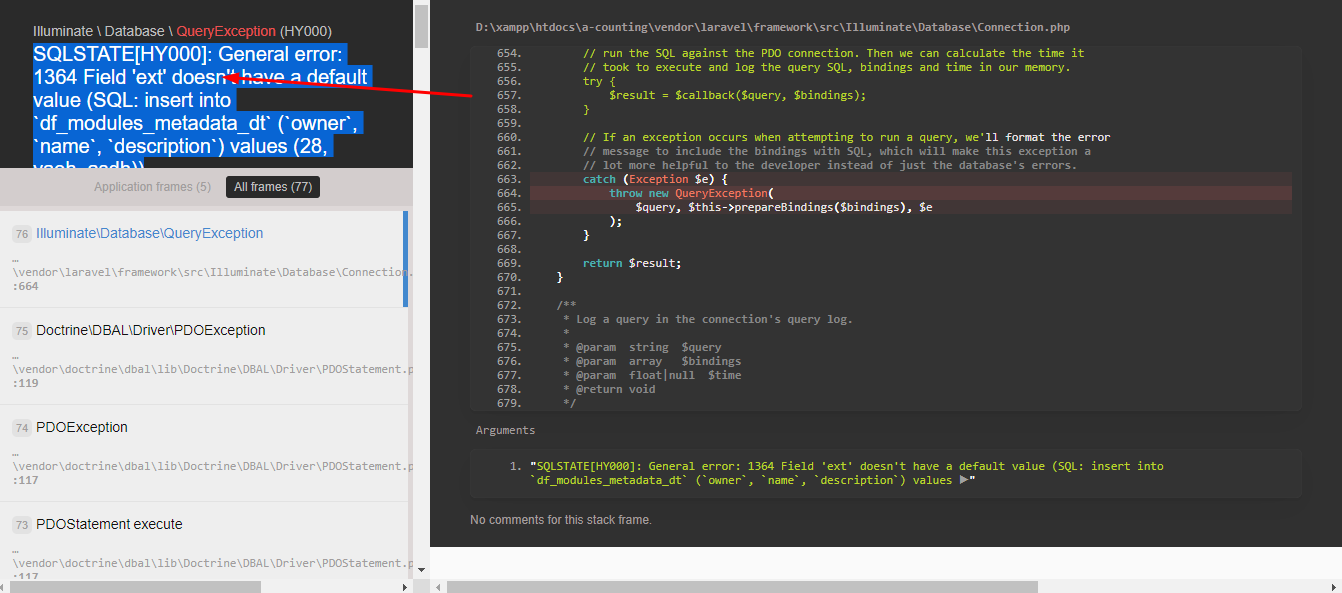 Illuminate \ Database \ QueryException (HY000)
SQLSTATE[HY000]: General error:
1364 Field 'ext' doesn't have a default
value (SQL: insert into
`df_modules_metadata_dt` (`owner`,
`name`, `description`) values (28,
Application frames (5) All frames (77)
76 Illuminate\Database\QueryException
…
\vendor\laravel\framework\src\Illuminate\Database\Connection.
:664
75 Doctrine\DBAL\Driver\PDOException
…
\vendor\doctrine\dbal\lib\Doctrine\DBAL\Driver\PDOStatement.p
:119
74 PDOException
…
\vendor\doctrine\dbal\lib\Doctrine\DBAL\Driver\PDOStatement.p
:117
73 PDOStatement execute
…
\vendor\doctrine\dbal\lib\Doctrine\DBAL\Driver\PDOStatement.p
:117
D:\xampp\htdocs\a-counting\vendor\laravel\framework\src\Illuminate\Database\Connection.php
654. // run the SQL against the PDO connection. Then we can calculate the time it
655. // took to execute and log the query SQL, bindings and time in our memory.
656. try {
657. $result = $callback($query, $bindings);
658. }
659.
660. // If an exception occurs when attempting to run a query, we'll format the error
661. // message to include the bindings with SQL, which will make this exception a
662. // lot more helpful to the developer instead of just the database's errors.
663. catch (Exception $e) {
664. throw new QueryException(
665. $query, $this->prepareBindings($bindings), $e
666. );
667. }
668.
669. return $result;
670. }
671.
672. /**
673. * Log a query in the connection's query log.
674. *
675. * @param  string  $query
676. * @param  array   $bindings
677. * @param  float|null  $time
678. * @return void
679. */
Arguments
1. "SQLSTATE[HY000]: General error: 1364 Field 'ext' doesn't have a default value (SQL: insert into
`df_modules_metadata_dt` (`owner`, `name`, `description`) values ▶"
No comments for this stack frame.